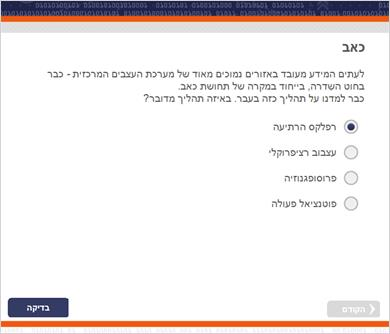 כאב
לעתים המידע מעובד באזורים נמוכים מאוד של מערכת העצבים המרכזית - כבר
בחוט השדרה, בייחוד במקרה של תחושת כאב.
כבר למדנו על תהליך כזה בעבר. באיזה תהליך מדובר?
רפלקס הרתיעה
עצבוב רציפרוקלי
פרוסופגנוזיה
פוטנציאל פעולה
הקודם
בדיקה